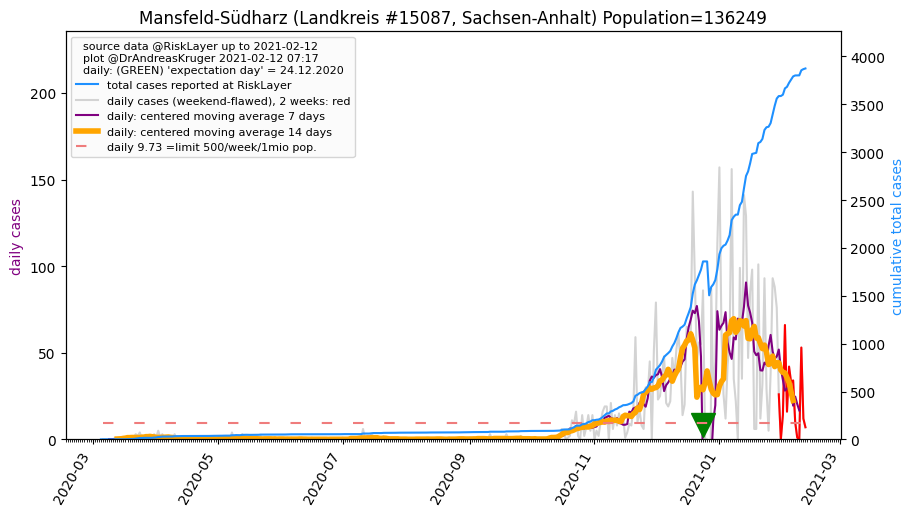 Mansfeld-Südharz (Landkreis #15087, Sachsen-Anhalt) Population=136249
source data @RiskLayer up to 2021-02-12
plot @DrAndreasKruger 2021-02-12 07:17
daily: (GREEN) 'expectation day' = 24.12.2020
total cases reported at RiskLayer
daily cases (weekend-flawed), 2 weeks: red
daily: centered moving average 7 days
daily: centered moving average 14 days
daily 9.73 =limit 500/week/1mio pop.
daily cases
0
50
100
150
200
cumulative total cases
0
500
1000
1500
2000
2500
3000
3500
4000
2020-03
2020-05
2020-07
2020-09
2020-11
2021-01
2021-03